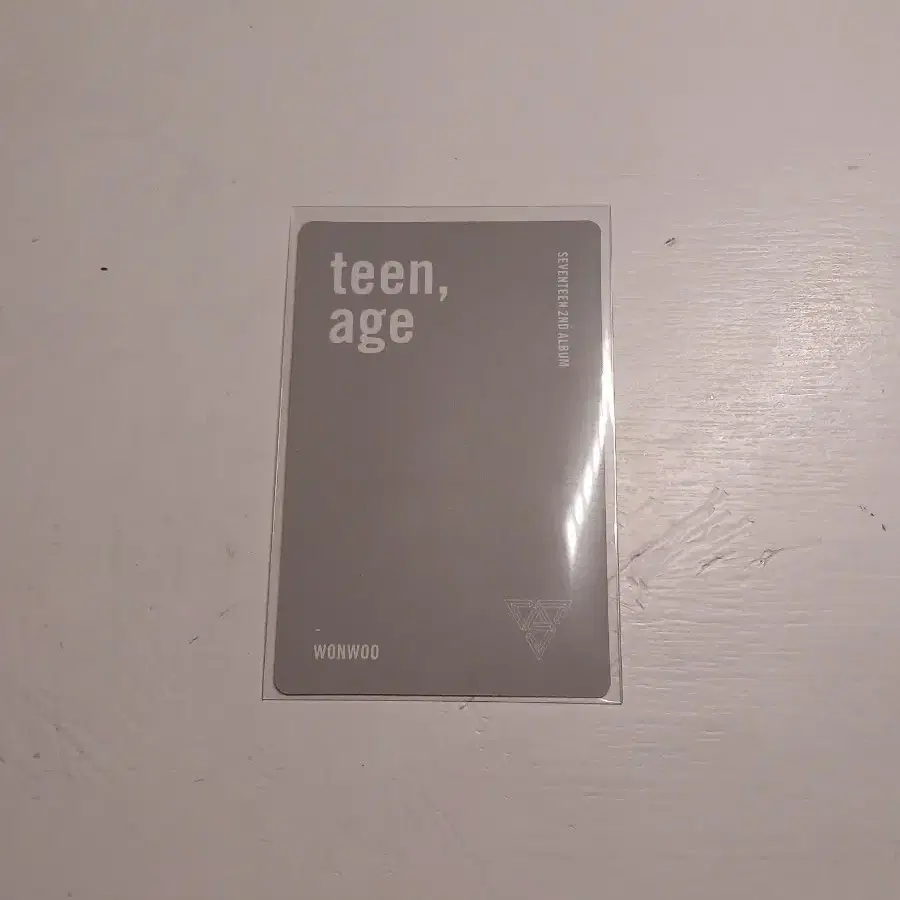 teen,
age
SEVENTEEN 2ND ALBUM
WONWOO